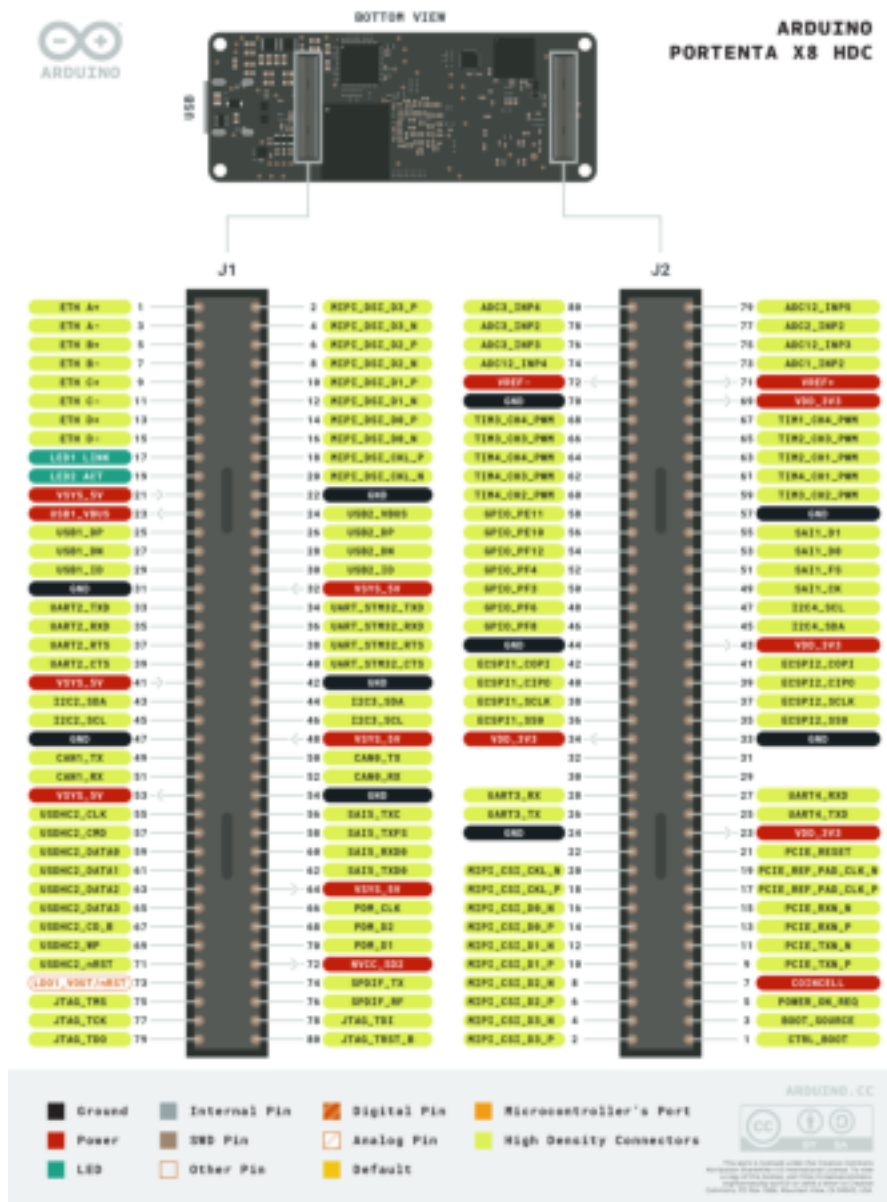 BOTTOM VIEW
ARDUINO
PORTENTA X8 HDC
ARDUINO
USB
J1
J2
ETH A+ 1
2 MIPI_DSI_D3_P
ETH A- 3
4 MIPI_DSI_D3_N
ETH B+ 5
6 MIPI_DSI_D2_P
ETH B- 7
8 MIPI_DSI_D2_N
ETH C+ 9
10 MIPI_DSI_D1_P
ETH C- 11
12 MIPI_DSI_D1_N
ETH D+ 13
14 MIPI_DSI_D0_P
ETH D- 15
16 MIPI_DSI_D0_N
LED1 LINK 17
18 MIPI_DSI_CKL_P
LED2 ACT 19
20 MIPI_DSI_CKL_N
VSYS_5V 21
22 GND
USB1_VBUS 23
24 USB2_VBUS
USB1_DP 25
26 USB2_DP
USB1_DN 27
28 USB2_DN
USB1_ID 29
30 USB2_ID
GND 31
32 VSYS_5V
UART2_TXD 33
34 UART_STM32_TXD
UART2_RXD 35
36 UART_STM32_RXD
UART2_RTS 37
38 UART_STM32_RTS
UART2_CTS 39
40 UART_STM32_CTS
VSYS_5V 41
42 GND
I2C2_SDA 43
44 I2C3_SDA
I2C2_SCL 45
46 I2C3_SCL
GND 47
48 VSYS_5V
CAN1_TX 49
50 CAN0_TX
CAN1_RX 51
52 CAN0_RX
VSYS_5V 53
54 GND
USDHC2_CLK 55
56 SAI5_TXC
USDHC2_CMD 57
58 SAI5_TXFS
USDHC2_DATA0 59
60 SAI5_RXD0
USDHC2_DATA1 61
62 SAI5_TXD0
USDHC2_DATA2 63
64 VSYS_5V
USDHC2_DATA3 65
66 PDM_CLK
USDHC2_CD_B 67
68 PDM_D2
USDHC2_WP 69
70 PDM_D1
USDHC2_nRST 71
72 NVCC_SD2
LDO1_VOUT/nRST 73
74 SPDIF_TX
JTAG_TMS 75
76 SPDIF_RF
JTAG_TCK 77
78 JTAG_TDI
JTAG_TDO 79
80 JTAG_TRST_B
ADC3_INP6 80
79 ADC12_INP5
ADC3_INP2 78
77 ADC2_INP2
ADC3_INP3 76
75 ADC12_INP3
ADC12_INP4 74
73 ADC1_INP2
VREF- 72
71 VREF+
GND 70
69 VDD_3V3
TIM3_CH4_PWM 68
67 TIM1_CH4_PWM
65 TIM2_CH3_PWM
TIM4_CH4_PWM 64
63 TIM2_CH2_PWM
TIM4_CH3_PWM 62
61 TIM4_CH1_PWM
TIM4_CH2_PWM 60
59 TIM3_CH2_PWM
GPIO_PE11 58
57 GND
GPIO_PE10 56
55 SAI1_D1
GPIO_PF12 54
53 SAI1_D0
GPIO_PF4 52
51 SAI1_FS
GPIO_PF3 50
49 SAI1_CK
GPIO_PF6 48
47 I2C4_SCL
GPIO_PF8 46
45 I2C4_SDA
GND 44
43 VDD_3V3
ECSPI1_COPI 42
41 ECSPI2_COPI
ECSPI1_CIPO 40
39 ECSPI2_CIPO
ECSPI1_SCLK 38
37 ECSPI2_SCLK
ECSPI1_SS0 36
35 ECSPI2_SS0
VDD_3V3 34
33 GND
32
31
30
29
UART3_RX 28
27 UART4_RXD
UART3_TX 26
25 UART4_TXD
GND 24
23 VDD_3V3
22
21 PCIE_RESET
MIPI_CSI_CKL_N 20
19 PCIE_REF_PAD_CLK_N
MIPI_CSI_CKL_P 18
17 PCIE_REF_PAD_CLK_P
MIPI_CSI_D0_N 16
15 PCIE_RXN_N
MIPI_CSI_D0_P 14
13 PCIE_RXN_P
MIPI_CSI_D1_N 12
11 PCIE_TXN_N
MIPI_CSI_D1_P 10
9 PCIE_TXN_P
MIPI_CSI_D2_N 8
7 COINCELL
MIPI_CSI_D2_P 6
5 POWER_ON_REQ
MIPI_CSI_D3_N 4
3 BOOT_SOURCE
MIPI_CSI_D3_P 2
1 CTRL_BOOT
Ground
Internal Pin
Digital Pin
Microcontroller's Port
Power
SWD Pin
Analog Pin
High Density Connectors
LED
Other Pin
Default
ARDUINO.CC
CC
BY SA